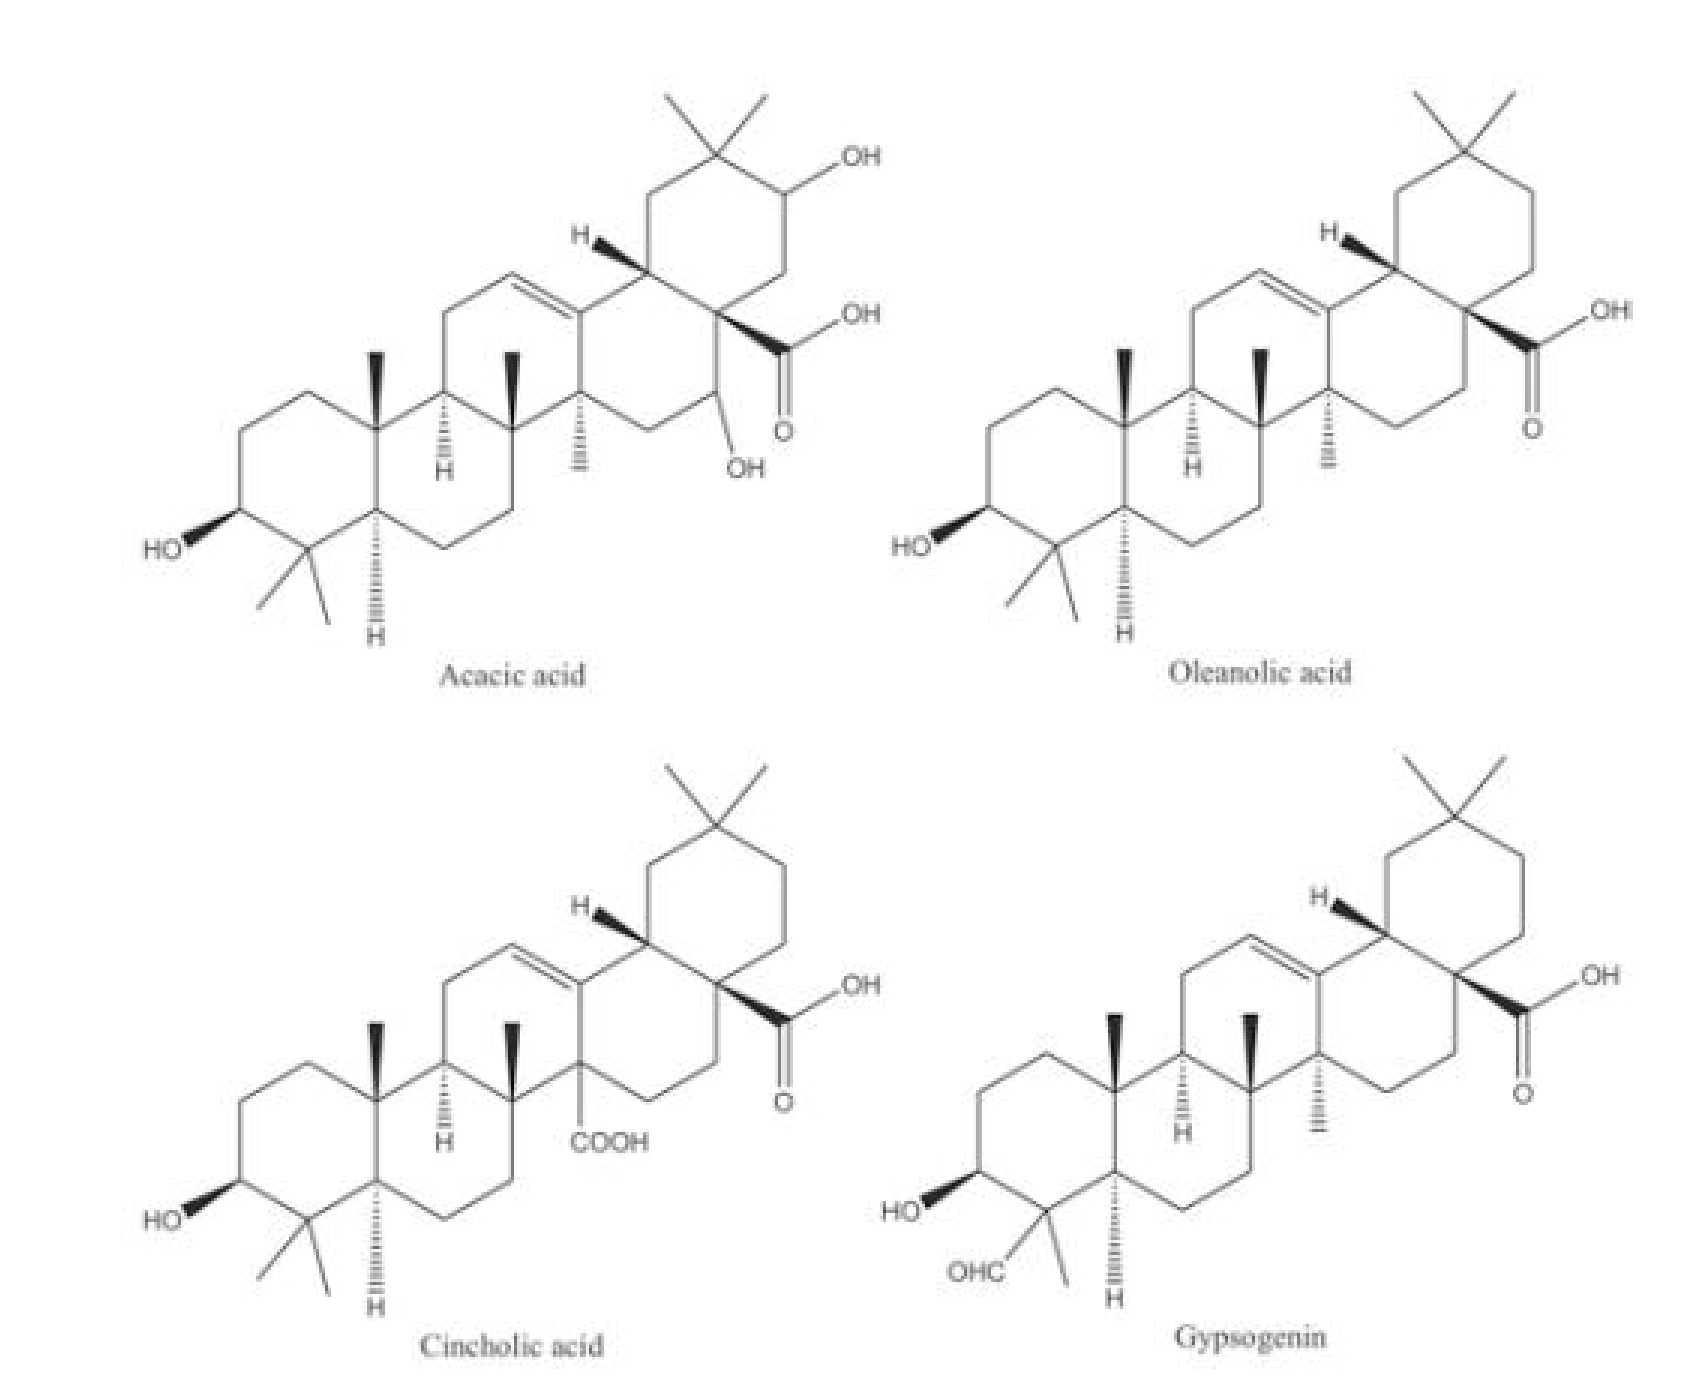 OH
H
OH
O
H
OH
HO
H
Acacic acid
H
OH
O
H
HO
H
Oleanolic acid
H
OH
O
H
COOH
HO
H
Cincholic acid
H
OH
O
H
HO
OHC
H
Gypsogenin